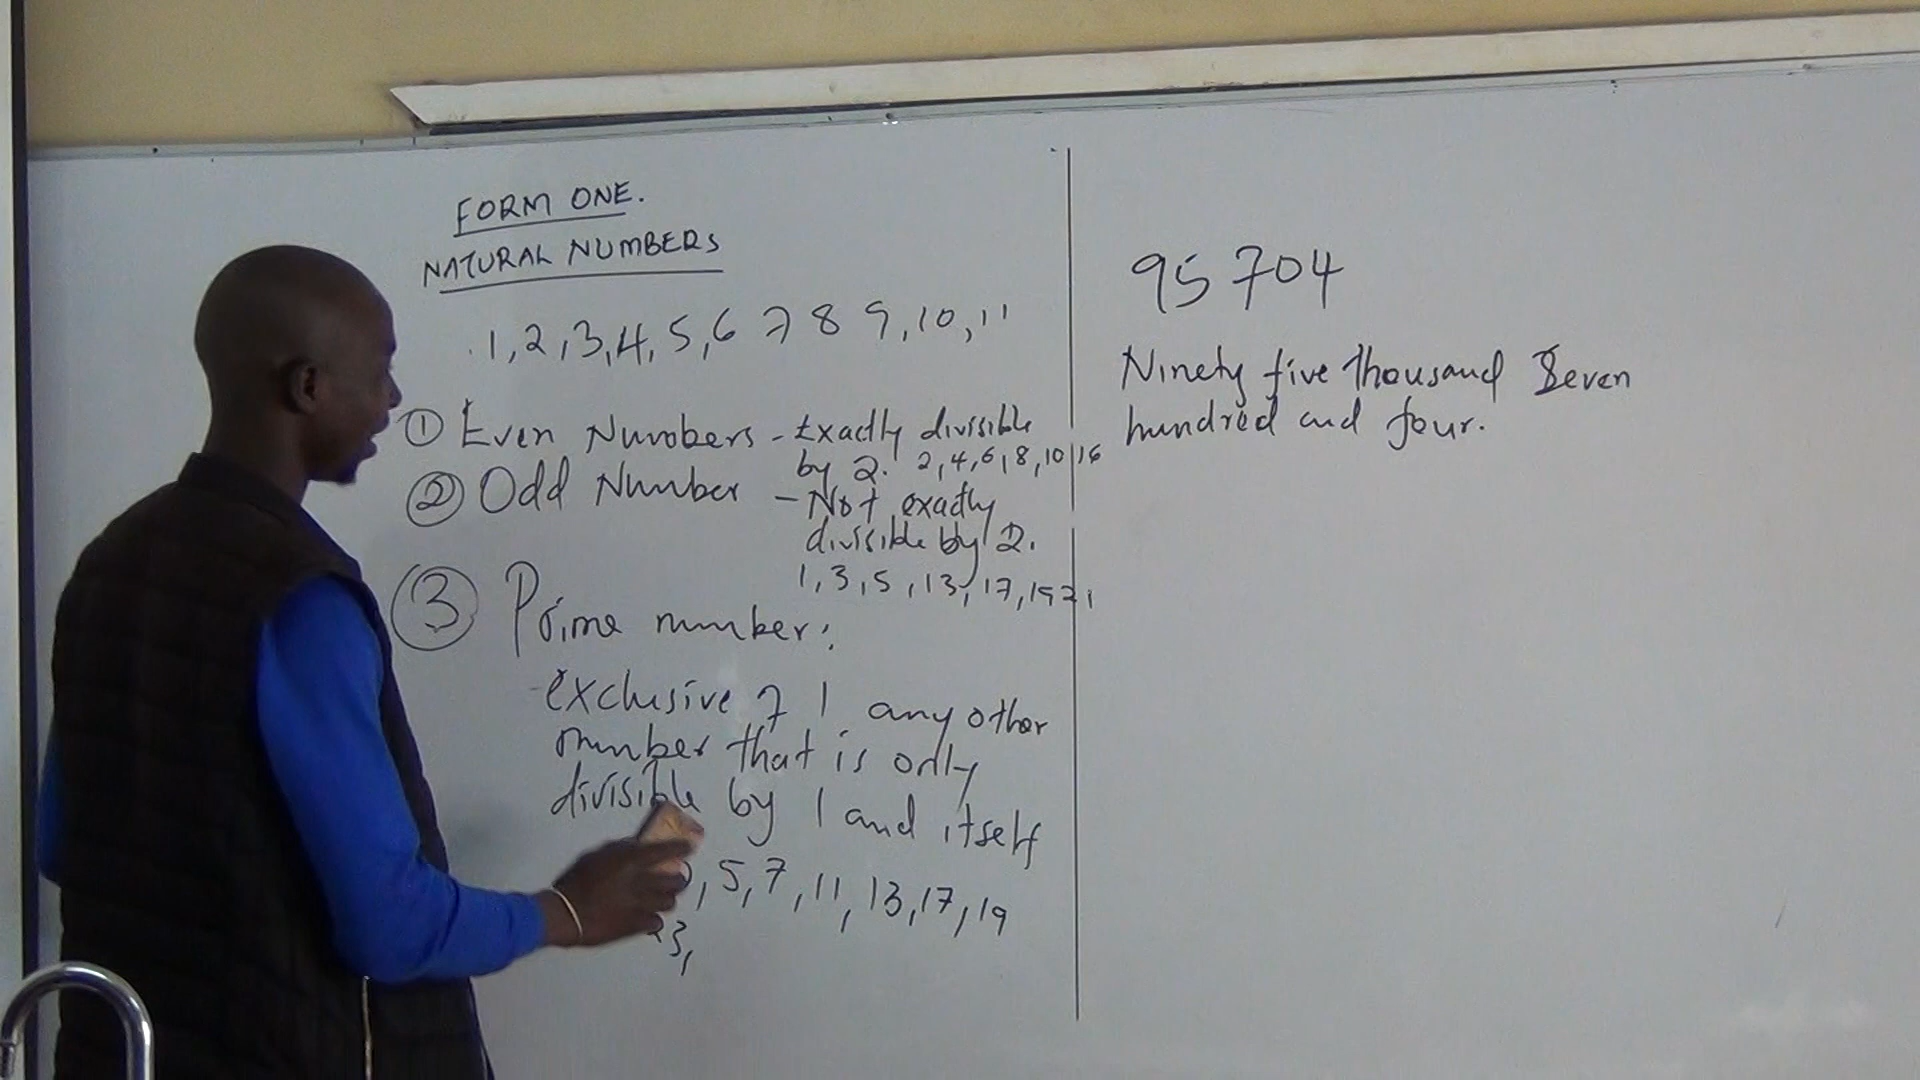 FORM ONE.
NATURAL NUMBERS
1, 2, 3, 4, 5, 6 7 8 9, 10, 11
① Even Numbers - Exactly divisible
by 2. 2, 4, 6, 8, 10, 16
② Odd Number - Not exactly
divisible by 2.
1, 3, 5, 13, 17, 19 21
③ Prime number:
exclusive of 1 any other
number that is only
divisible by 1 and itself
, 5, 7, 11, 13, 17, 19
23,
95 704
Ninety five thousand Seven
hundred and four.